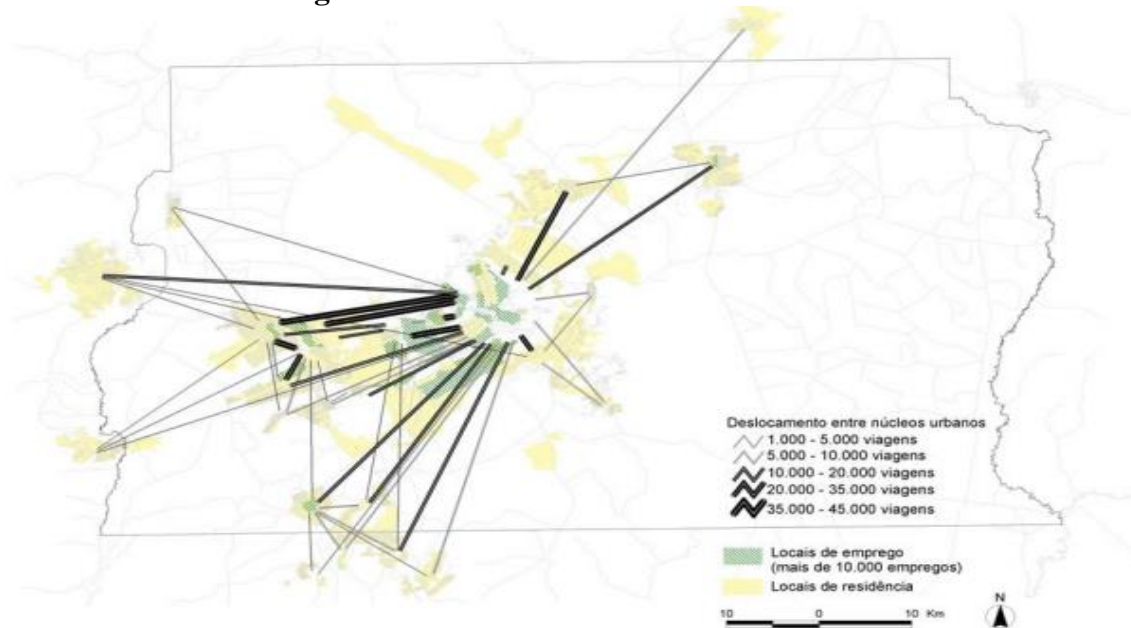 Deslocamento entre núcleos urbanos
1.000 - 5.000 viagens
5.000 - 10.000 viagens
10.000 - 20.000 viagens
20.000 - 35.000 viagens
35.000 - 45.000 viagens
Locais de emprego
(mais de 10.000 empregos)
Locais de residência
10 0 10 Km
N